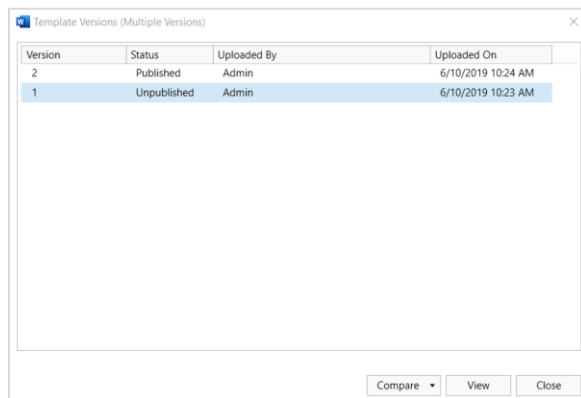 Template Versions (Multiple Versions)
Version Status Uploaded By Uploaded On
2 Published Admin 6/10/2019 10:24 AM
1 Unpublished Admin 6/10/2019 10:23 AM
Compare View Close